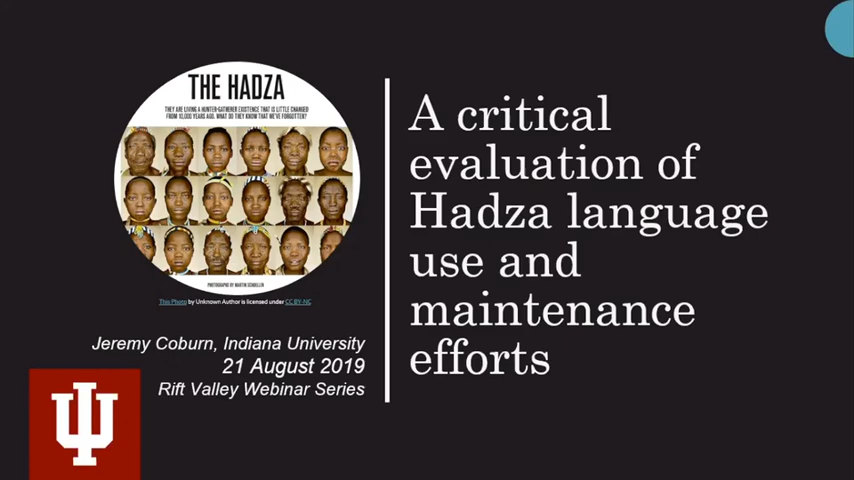 THE HADZA
THEY ARE LIVING A HUNTER-GATHERER EXISTENCE THAT IS LITTLE CHANGED
FROM 10,000 YEARS AGO. WHAT DO THEY KNOW THAT WE'VE FORGOTTEN?
PHOTOGRAPHS BY MARTIN SCHOELLER
This Photo by Unknown Author is licensed under CC BY-NC
Jeremy Coburn, Indiana University
21 August 2019
Rift Valley Webinar Series
A critical
evaluation of
Hadza language
use and
maintenance
efforts